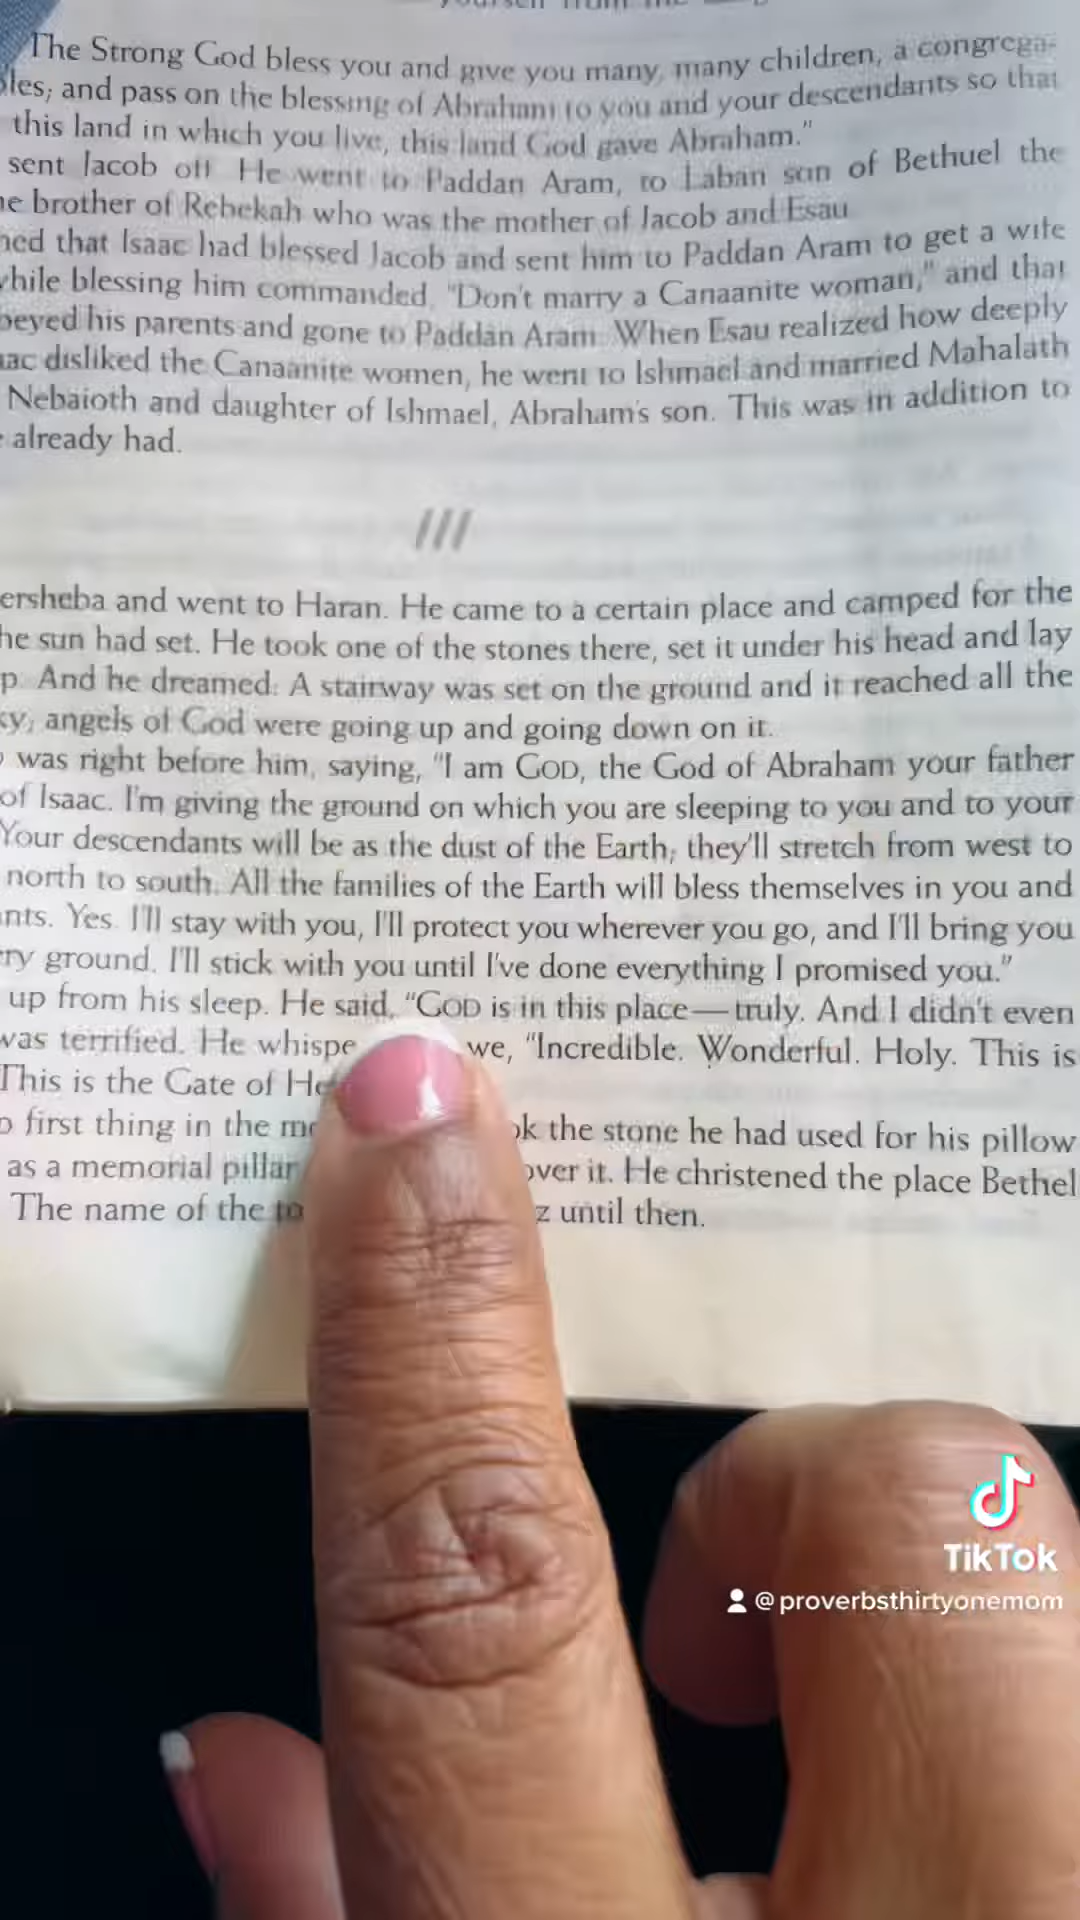 yourself from the
The Strong God bless you and give you many, many children, a congrega-
ples; and pass on the blessing of Abraham to you and your descendants so that
this land in which you live, this land God gave Abraham."
sent Jacob off. He went to Paddan Aram, to Laban son of Bethuel the
he brother of Rebekah who was the mother of Jacob and Esau.
ned that Isaac had blessed Jacob and sent him to Paddan Aram to get a wife
while blessing him commanded, "Don't marry a Canaanite woman," and that
beyed his parents and gone to Paddan Aram. When Esau realized how deeply
aac disliked the Canaanite women, he went to Ishmael and married Mahalath
Nebaioth and daughter of Ishmael, Abraham's son. This was in addition to
already had.
///
ersheba and went to Haran. He came to a certain place and camped for the
he sun had set. He took one of the stones there, set it under his head and lay
p. And he dreamed: A stairway was set on the ground and it reached all the
ky; angels of God were going up and going down on it.
was right before him, saying, "I am GOD, the God of Abraham your father
of Isaac. I'm giving the ground on which you are sleeping to you and to your
Your descendants will be as the dust of the Earth; they'll stretch from west to
north to south. All the families of the Earth will bless themselves in you and
nts. Yes. I'll stay with you, I'll protect you wherever you go, and I'll bring you
ry ground. I'll stick with you until I've done everything I promised you."
up from his sleep. He said, "GOD is in this place—truly. And I didn't even
was terrified. He whispe we, "Incredible. Wonderful. Holy. This is
This is the Gate of He
o first thing in the mo ok the stone he had used for his pillow
as a memorial pillar over it. He christened the place Bethel
The name of the to z until then.
TikTok
@proverbsthirtyonemom